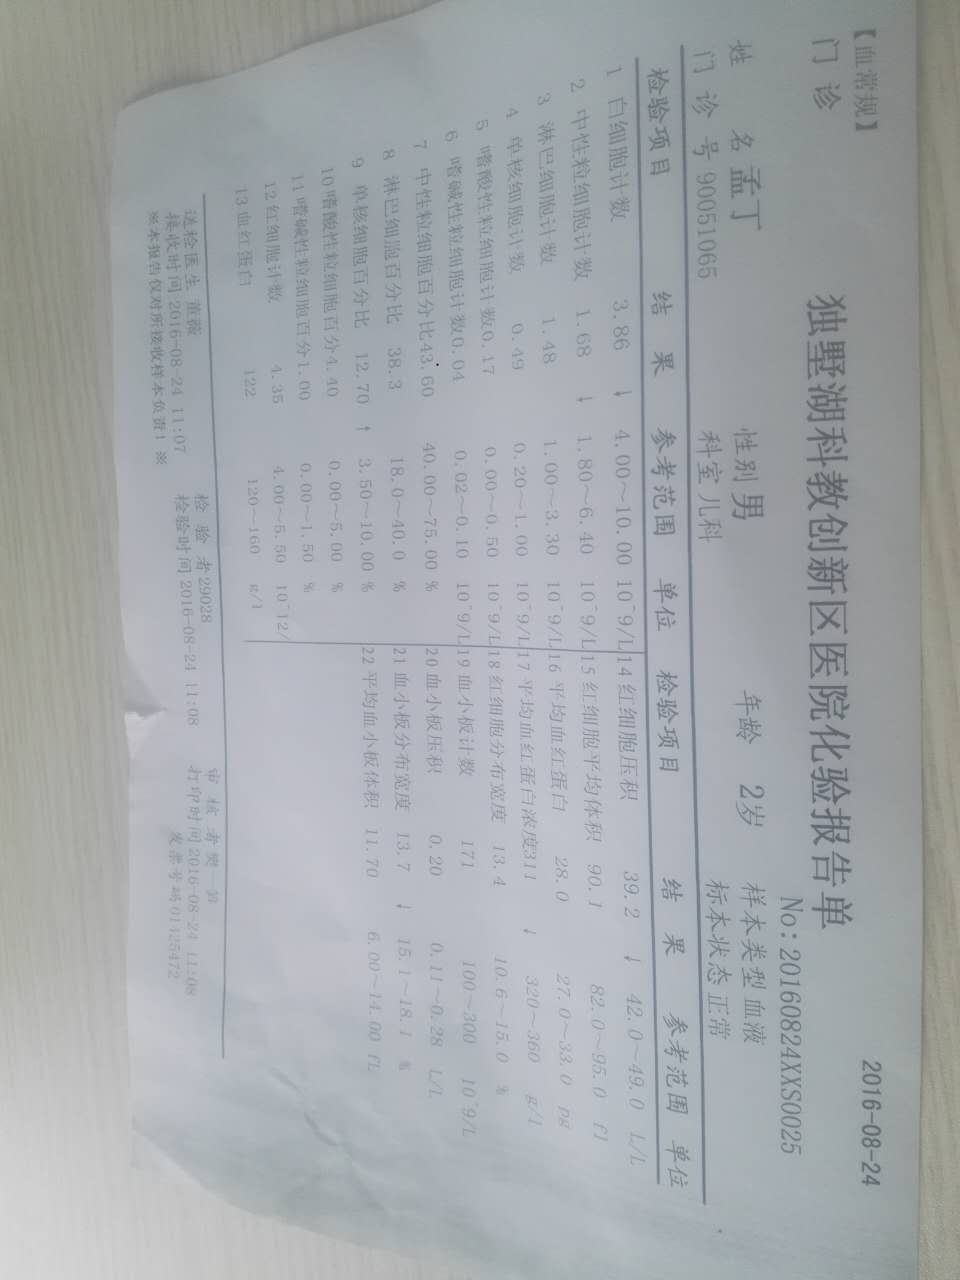 【血常规】
2016-08-24
门 诊
独墅湖科教创新区医院化验报告单
No:20160824XXS0025
姓 名 孟丁 性别 男 年龄 2岁 样本类型 血液
门 诊 号 9051065 科室 儿科 标本状态 正常
检验项目 结 果 参考范围 单位 检验项目 结 果 参考范围 单位
1 白细胞计数 3.86 ↓ 4.00~10.00 10^9/L 14 红细胞压积 39.2 ↓ 42.0~49.0 L/L
2 中性粒细胞计数 1.68 ↓ 1.80~6.40 10^9/L 15 红细胞平均体积 90.1 82.0~95.0 fl
3 淋巴细胞计数 1.48 1.00~3.30 10^9/L 16 平均血红蛋白 28.0 27.0~33.0 pg
4 单核细胞计数 0.49 0.20~1.00 10^9/L 17 平均血红蛋白浓度 311 ↓ 320~360 g/l
5 嗜酸性粒细胞计数 0.17 0.00~0.50 10^9/L 18 红细胞分布宽度 13.4 10.6~15.0 %
6 嗜碱性粒细胞计数 0.04 0.02~0.10 10^9/L 19 血小板计数 171 100~300 10^9/L
7 中性粒细胞百分比 43.60 40.00~75.00 % 20 血小板压积 0.20 0.11~0.28 L/L
8 淋巴细胞百分比 38.3 18.0~40.0 % 21 血小板分布宽度 13.7 ↓ 15.1~18.1 %
9 单核细胞百分比 12.70 ↑ 3.50~10.00 % 22 平均血小板体积 11.70 6.00~14.00 fL
10 嗜酸性粒细胞百分 4.40 0.00~5.00 %
11 嗜碱性粒细胞百分 1.00 0.00~1.50 %
12 红细胞计数 4.35 4.00~5.50 10^12/
13 血红蛋白 122 120~160 g/l
送检医生 董薇 检 验 者 29028 审 核 者 樊
接收时间 2016-08-24 11:07 检验时间 2016-08-24 11:08 打印时间 2016-08-24 11:08
※本报告仅对所接收样本负责！※ 发票号码 01425472